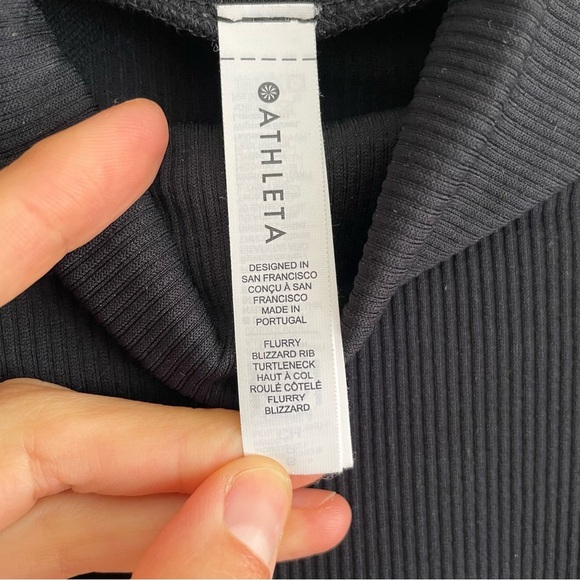 ATHLETA
DESIGNED IN
SAN FRANCISCO
CONÇU À SAN
FRANCISCO
MADE IN
PORTUGAL
FLURRY
BLIZZARD RIB
TURTLENECK
HAUT À COL
ROULÉ CÔTELÉ
FLURRY
BLIZZARD